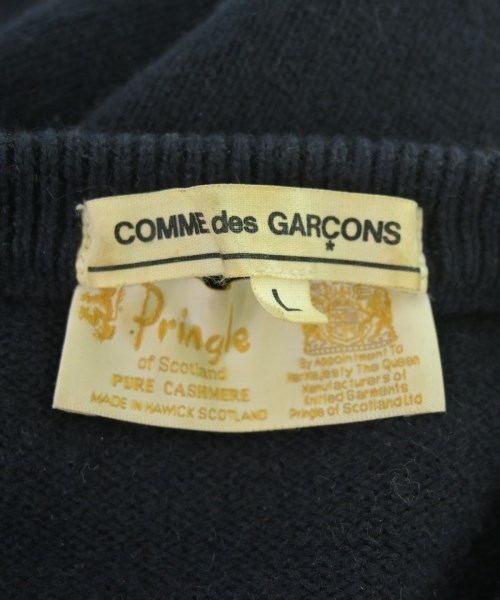 COMME des GARÇONS
*
L
Pringle
of Scotland
PURE CASHMERE
MADE IN HAWICK SCOTLAND
By Appointment To
Her Majesty The Queen
Manufacturers of
Knitted Garments
Pringle of Scotland Ltd